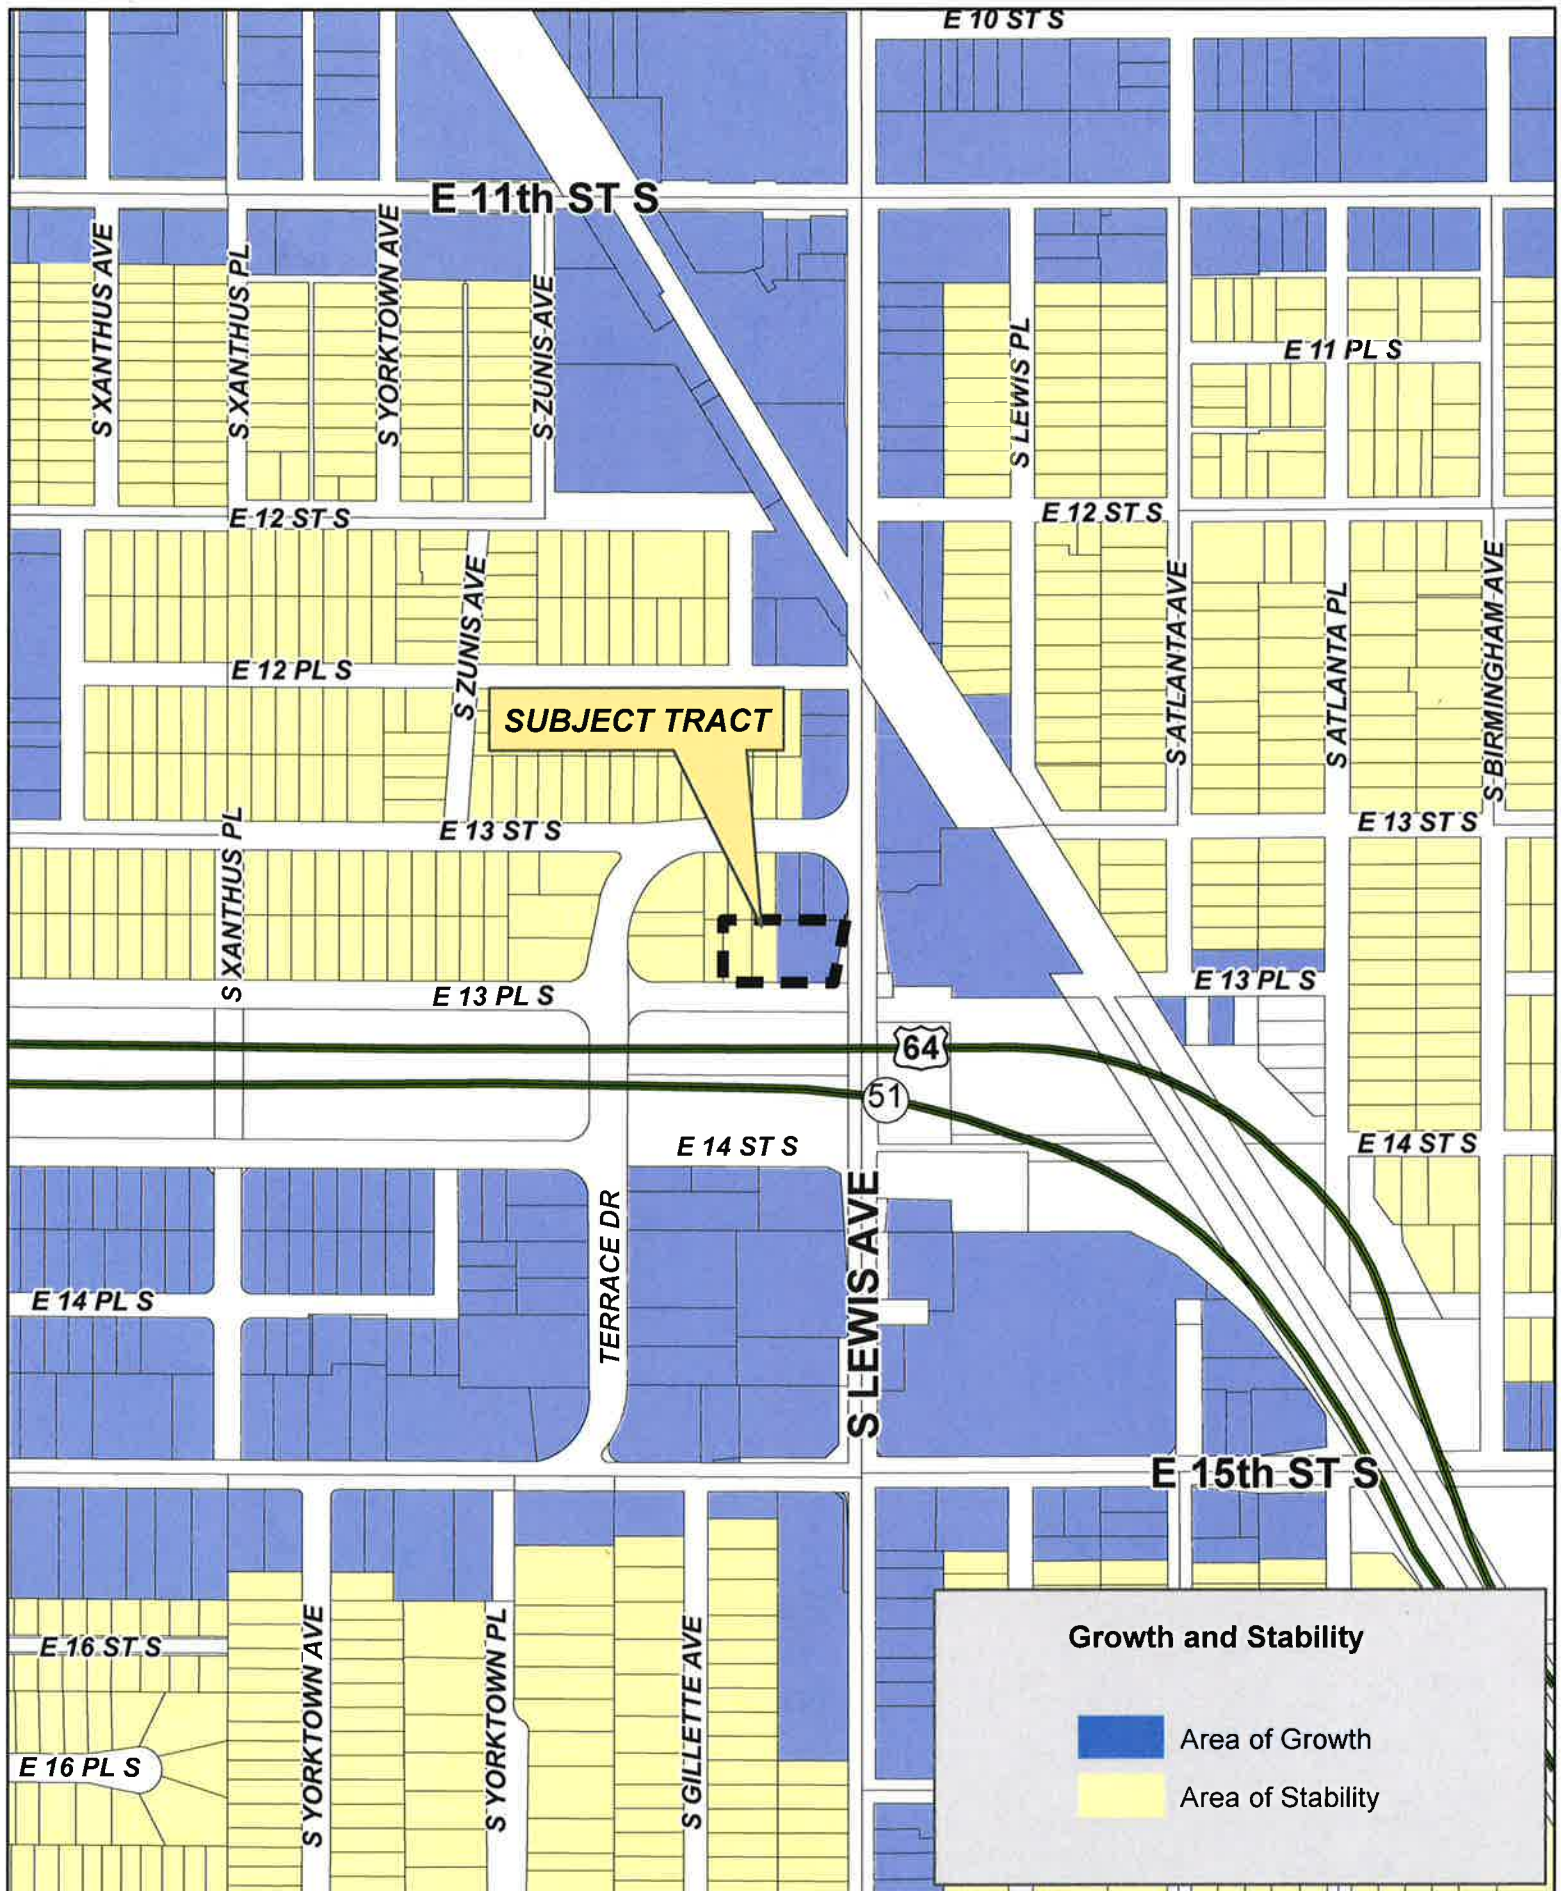 E 10 ST S
E 11th ST S
S XANTHUS AVE
S XANTHUS PL
S YORKTOWN AVE
S ZUNIS AVE
S LEWIS PL
E 11 PL S
E 12 ST S
E 12 ST S
S ZUNIS AVE
S ATLANTA AVE
S ATLANTA PL
S BIRMINGHAM AVE
E 12 PL S
SUBJECT TRACT
E 13 ST S
E 13 ST S
S XANTHUS PL
E 13 PL S
E 13 PL S
64
51
E 14 ST S
E 14 ST S
TERRACE DR
S LEWIS AVE
E 14 PL S
E 15th ST S
E 16 ST S
S YORKTOWN AVE
S YORKTOWN PL
S GILLETTE AVE
E 16 PL S
Growth and Stability
Area of Growth
Area of Stability